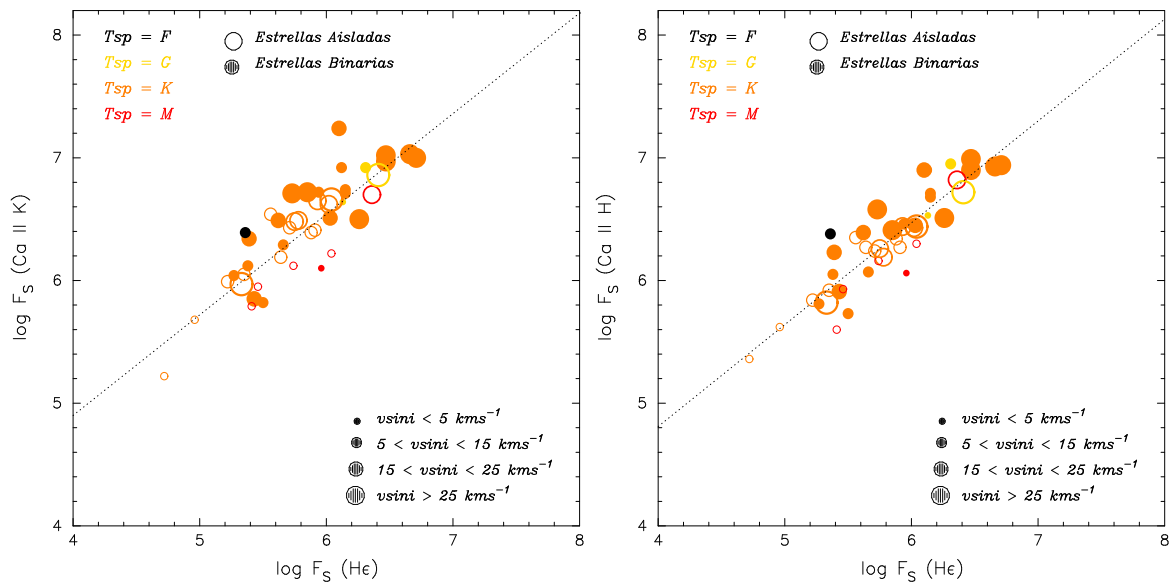 8
7
6
5
4
4
5
6
7
8
log F_S (Ca II K)
log F_S (Hϵ)
Tsp = F
Tsp = G
Tsp = K
Tsp = M
Estrellas Aisladas
Estrellas Binarias
vsini < 5 kms⁻¹
5 < vsini < 15 kms⁻¹
15 < vsini < 25 kms⁻¹
vsini > 25 kms⁻¹
8
7
6
5
4
4
5
6
7
8
log F_S (Ca II H)
log F_S (Hϵ)
Tsp = F
Tsp = G
Tsp = K
Tsp = M
Estrellas Aisladas
Estrellas Binarias
vsini < 5 kms⁻¹
5 < vsini < 15 kms⁻¹
15 < vsini < 25 kms⁻¹
vsini > 25 kms⁻¹